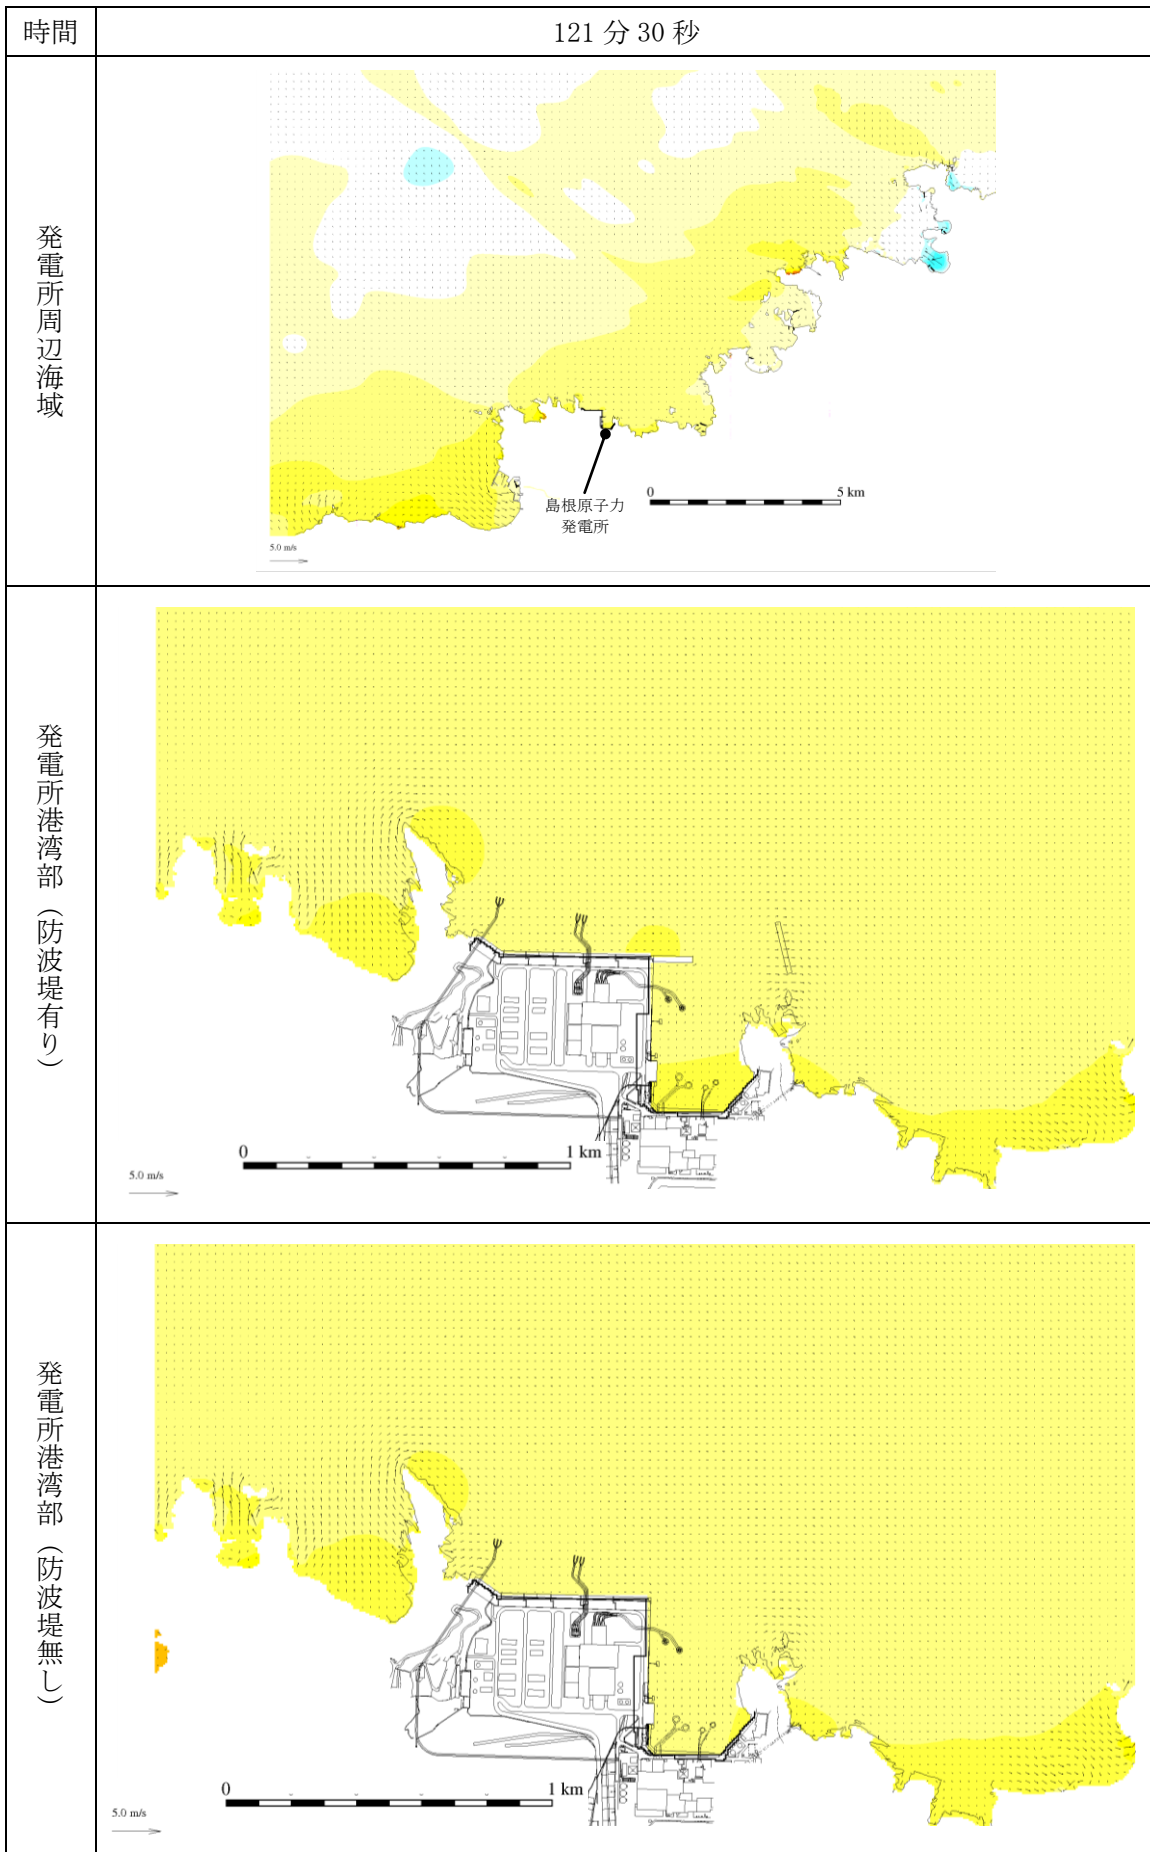 時間
121 分 30 秒
発電所周辺海域
島根原子力
発電所
0
5 km
5.0 m/s
発電所港湾部（防波堤有り）
0
1 km
5.0 m/s
発電所港湾部（防波堤無し）
0
1 km
5.0 m/s